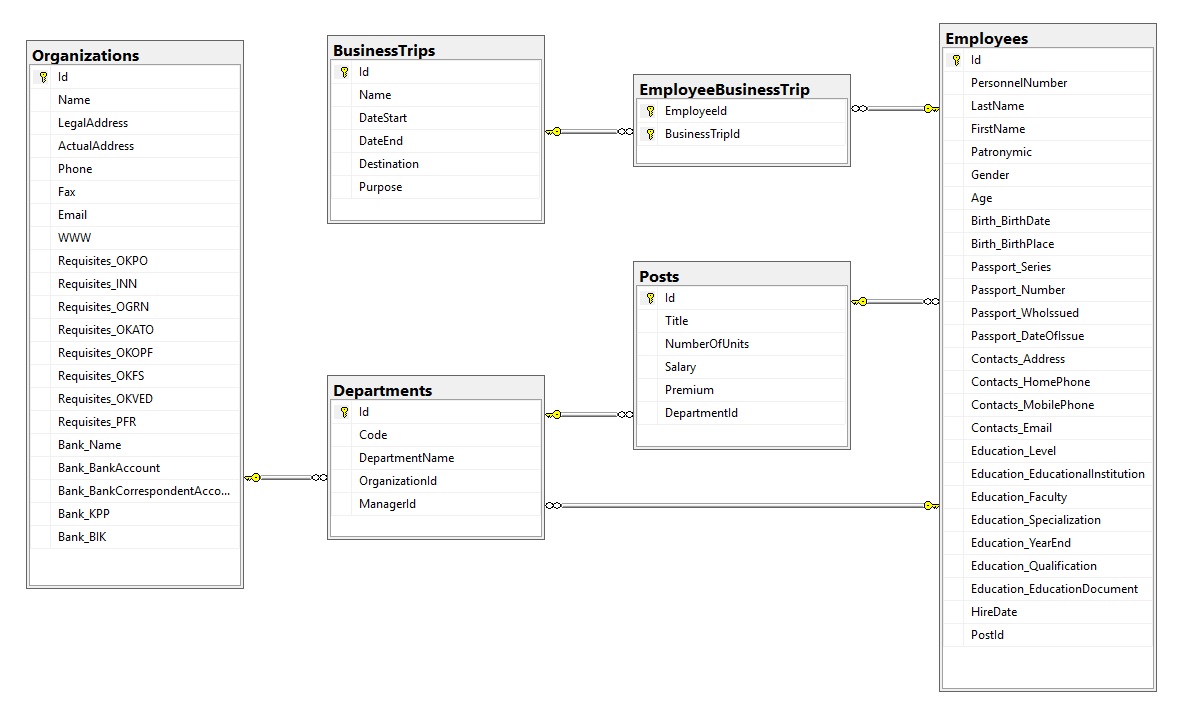 Organizations
Id
Name
LegalAddress
ActualAddress
Phone
Fax
Email
WWW
Requisites_OKPO
Requisites_INN
Requisites_OGRN
Requisites_OKATO
Requisites_OKOPF
Requisites_OKFS
Requisites_OKVED
Requisites_PFR
Bank_Name
Bank_BankAccount
Bank_BankCorrespondentAcco...
Bank_KPP
Bank_BIK
BusinessTrips
Id
Name
DateStart
DateEnd
Destination
Purpose
Departments
Id
Code
DepartmentName
OrganizationId
ManagerId
EmployeeBusinessTrip
EmployeeId
BusinessTripId
Posts
Id
Title
NumberOfUnits
Salary
Premium
DepartmentId
Employees
Id
PersonnelNumber
LastName
FirstName
Patronymic
Gender
Age
Birth_BirthDate
Birth_BirthPlace
Passport_Series
Passport_Number
Passport_WhoIssued
Passport_DateOfIssue
Contacts_Address
Contacts_HomePhone
Contacts_MobilePhone
Contacts_Email
Education_Level
Education_EducationalInstitution
Education_Faculty
Education_Specialization
Education_YearEnd
Education_Qualification
Education_EducationDocument
HireDate
PostId